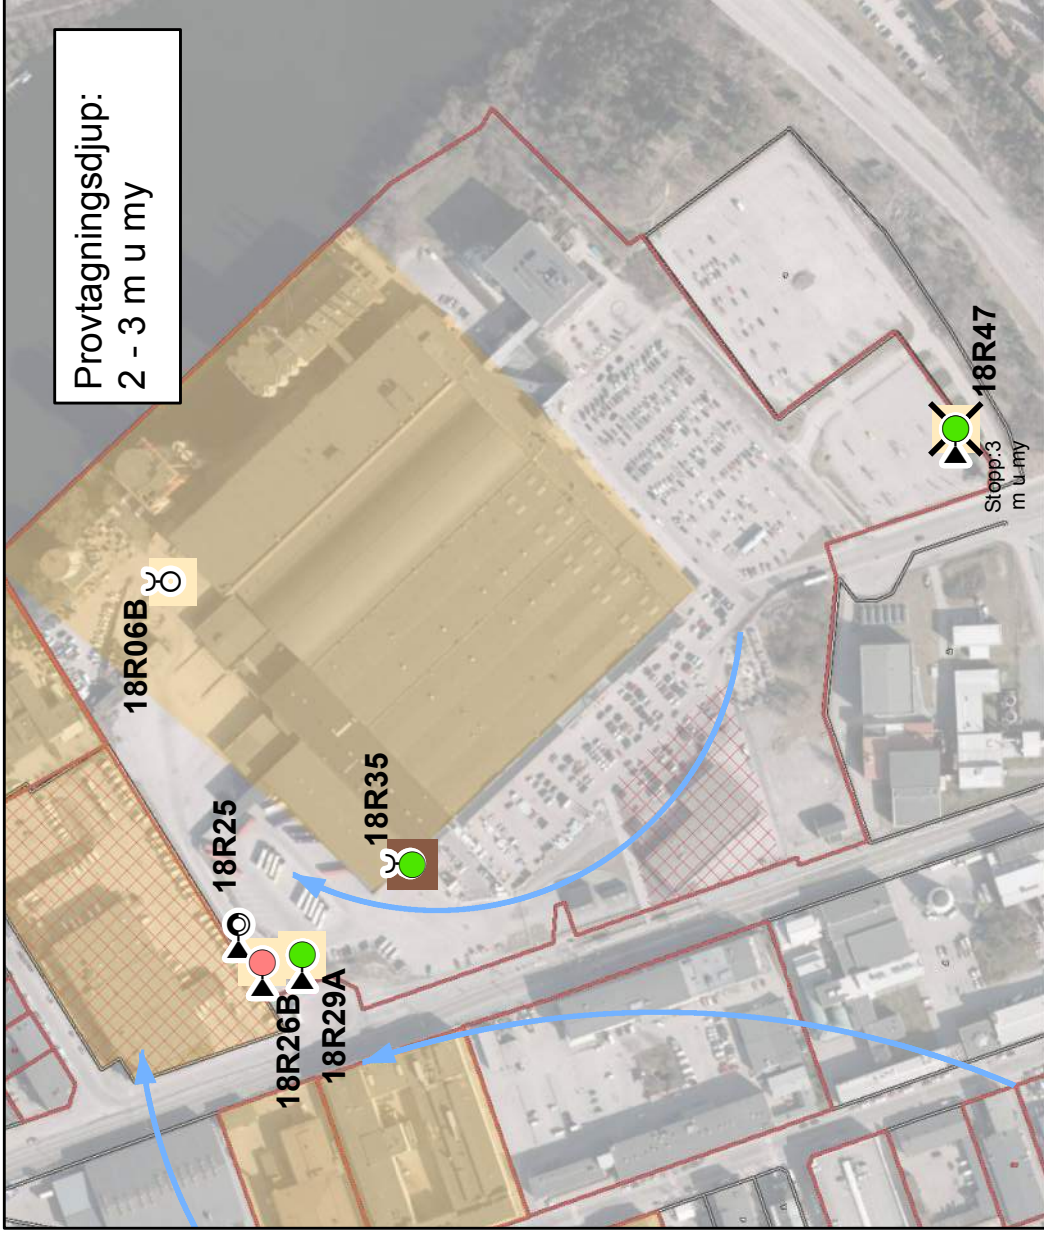 Provtagningsdjup:
2 - 3 m u my
18R06B
18R25
18R35
18R26B
18R29A
18R47
Stopp:3
m u my